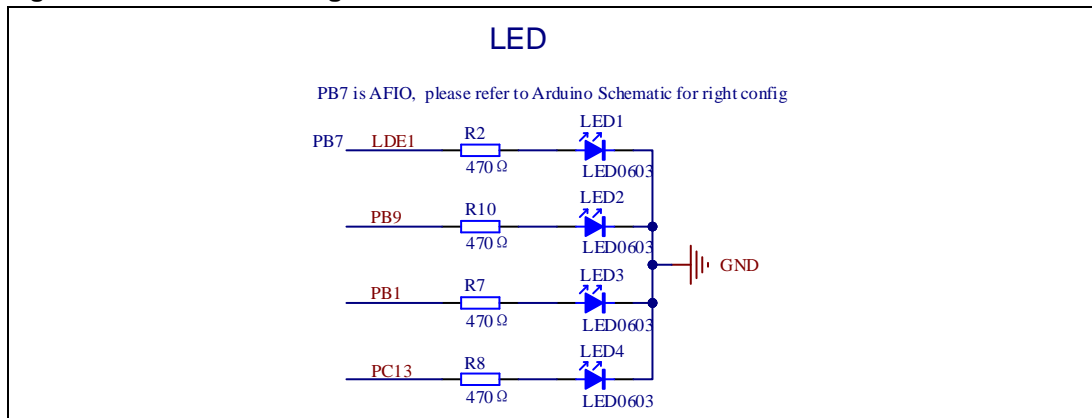 LED
PB7 is AFIO, please refer to Arduino Schematic for right config
LED1
PB7 LDE1 R2
470Ω LED0603
LED2
PB9 R10
470Ω LED0603
GND
LED3
PB1 R7
470Ω LED0603
LED4
PC13 R8
470Ω LED0603